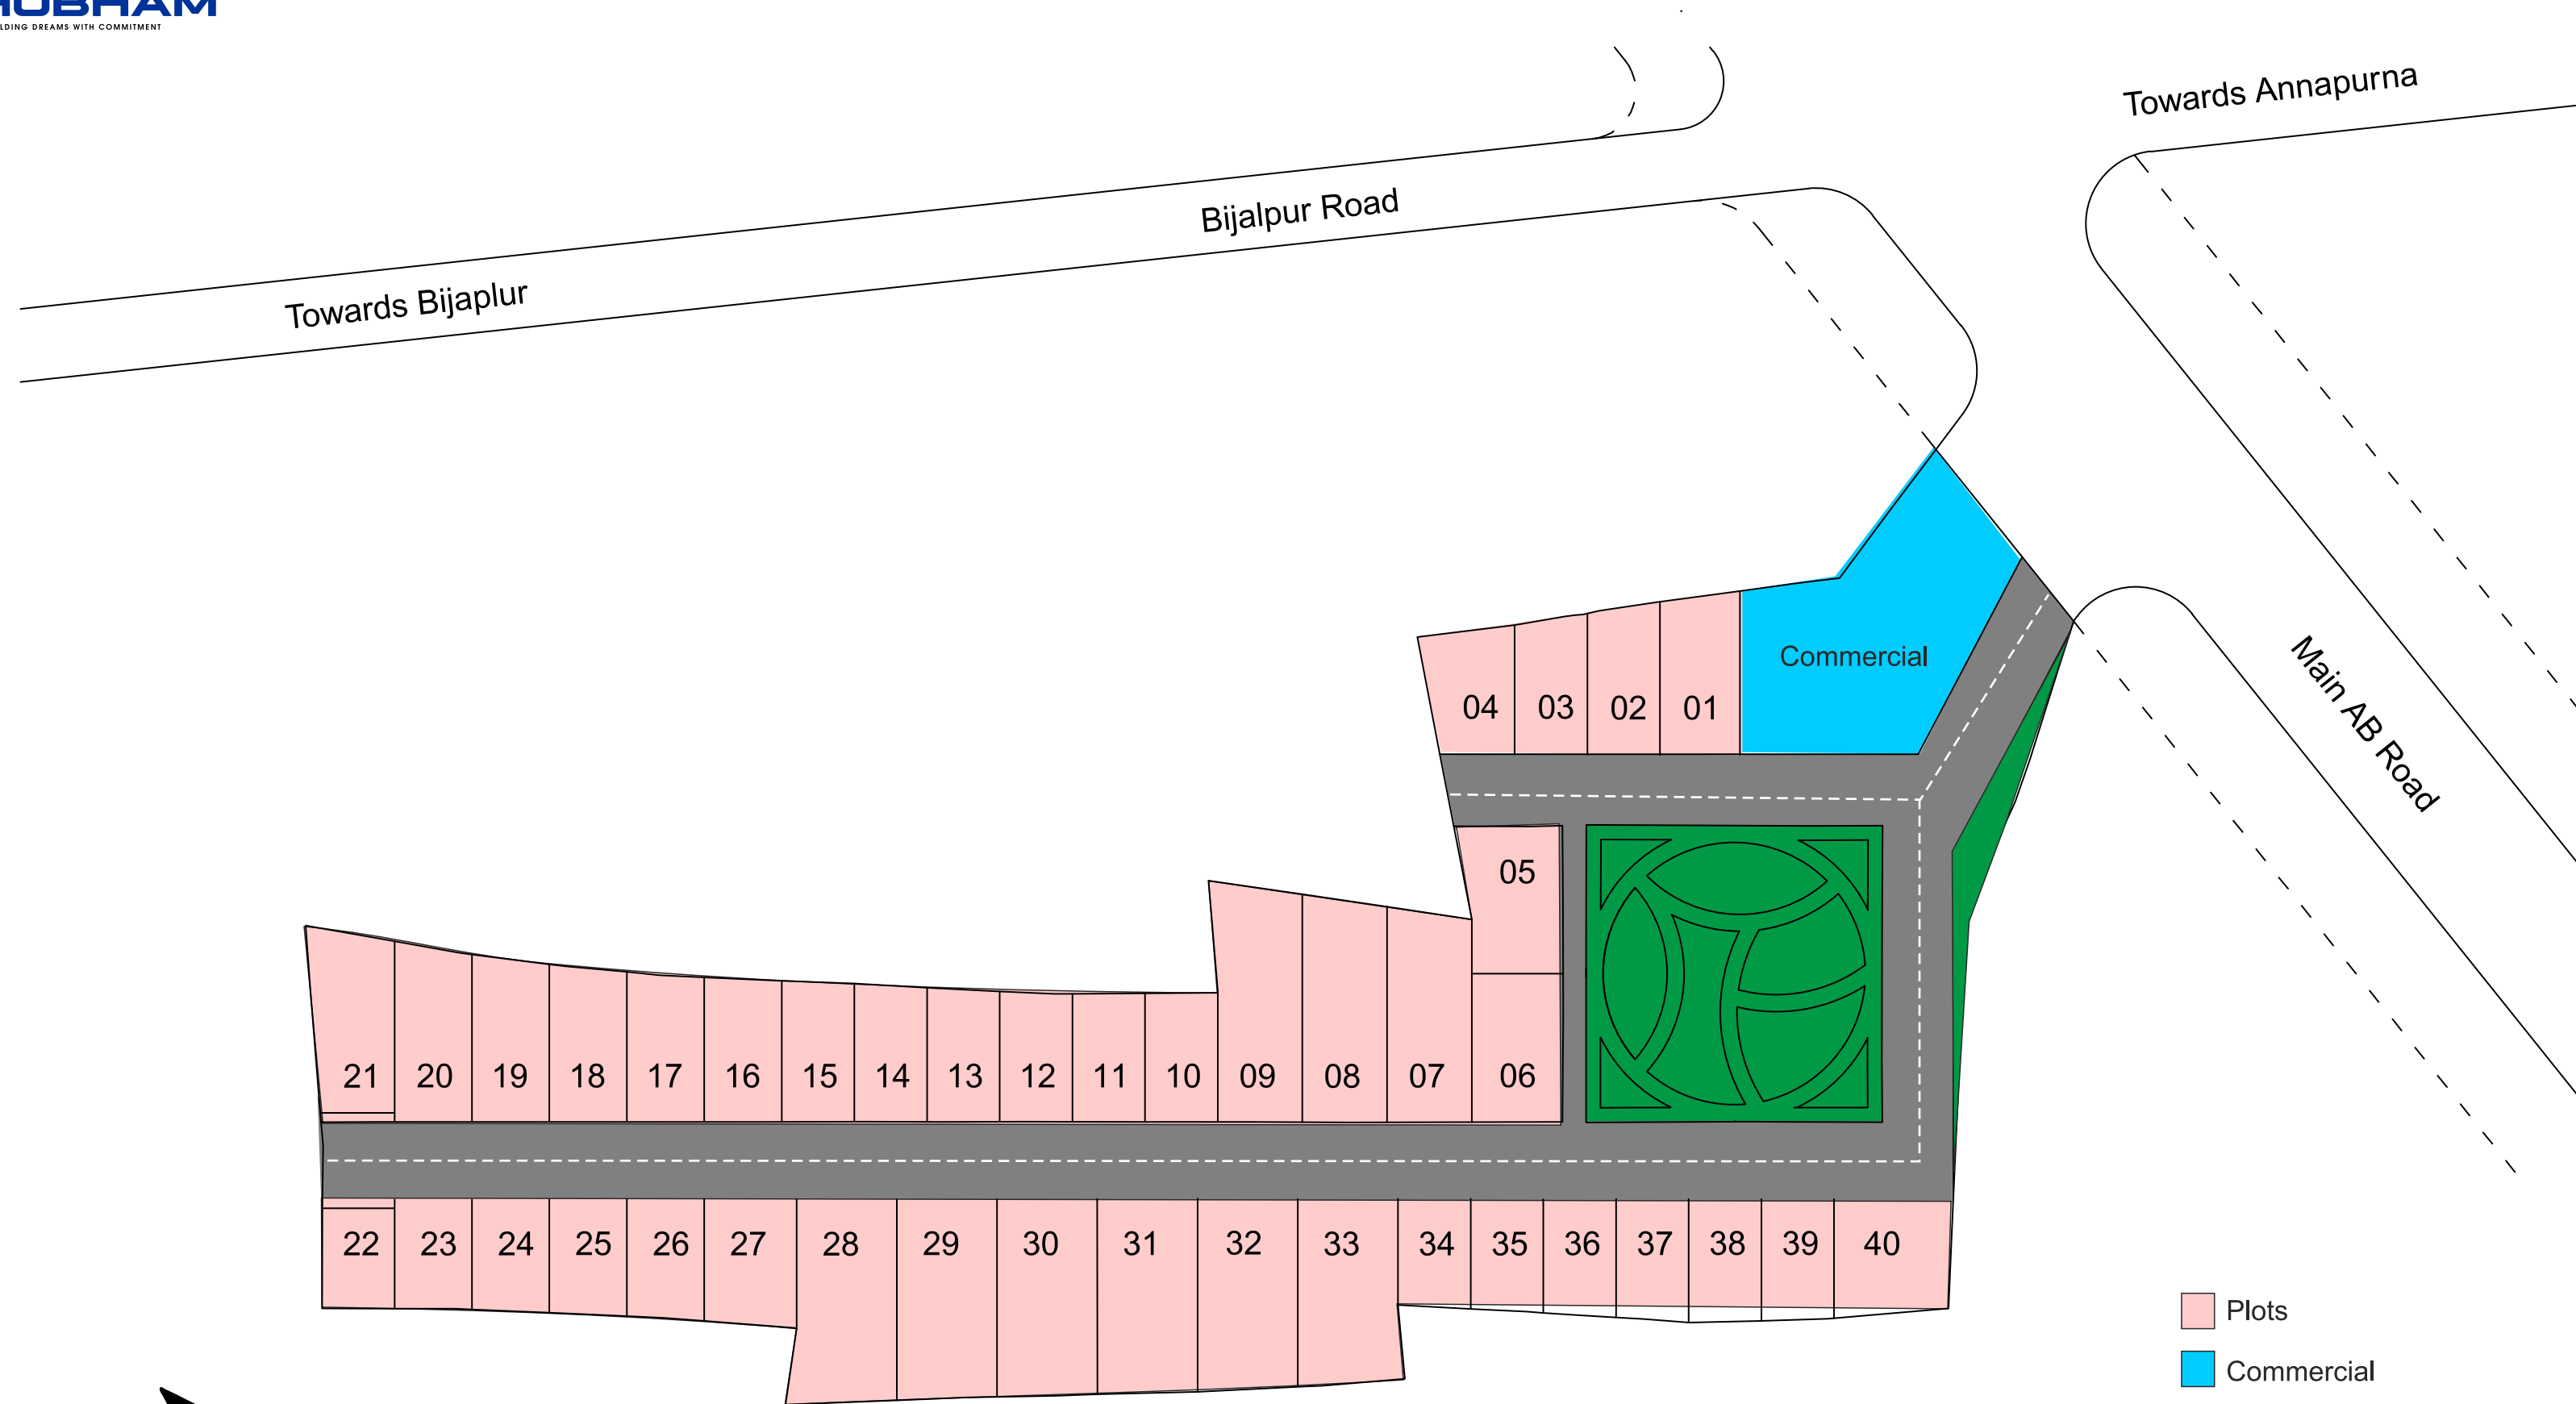 DREAMS WITH COMMITMENT
Towards Annapurna
Bijalpur Road
Towards Bijaplur
Main AB Road
Commercial
04 03 02 01
05
21 20 19 18 17 16 15 14 13 12 11 10 09 08 07 06
22 23 24 25 26 27 28 29 30 31 32 33 34 35 36 37 38 39 40
Plots
Commercial